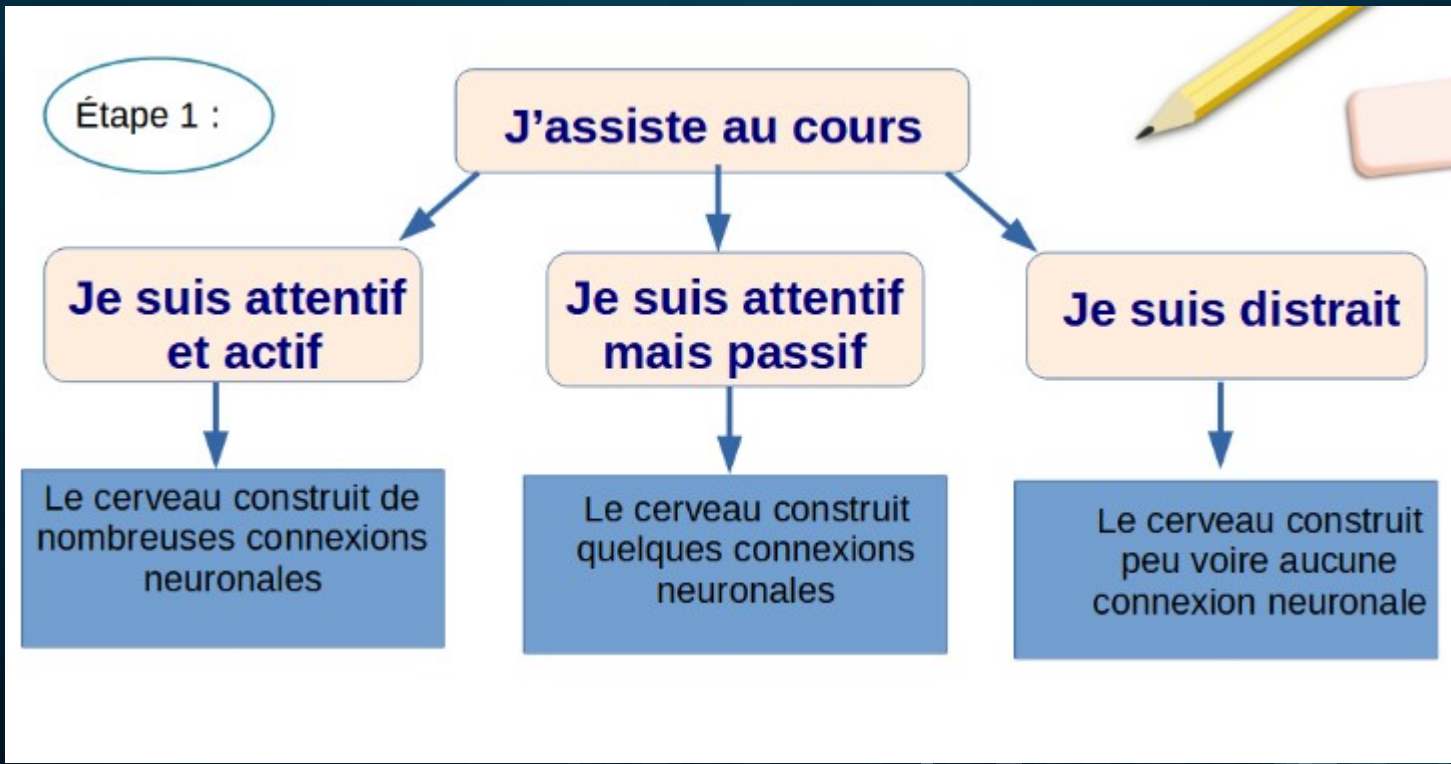 Étape 1 :
J'assiste au cours
Je suis attentif
et actif
Je suis attentif
mais passif
Je suis distrait
Le cerveau construit de
nombreuses connexions
neuronales
Le cerveau construit
quelques connexions
neuronales
Le cerveau construit
peu voire aucune
connexion neuronale